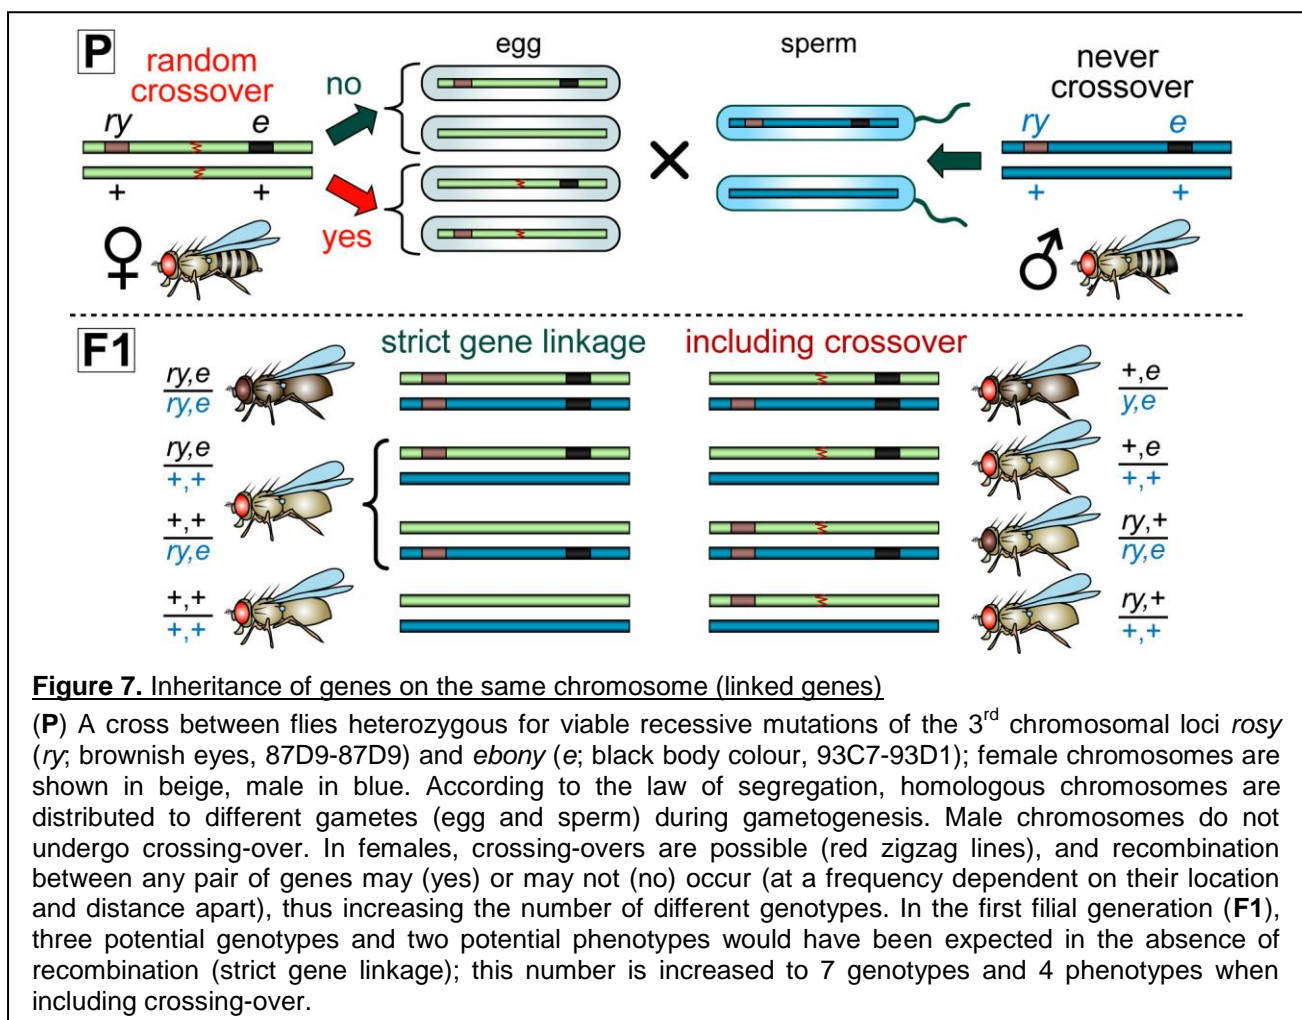 P
random
crossover
ry e
+ +
no
yes
egg
sperm
never
crossover
ry e
+ +
F1
strict gene linkage
including crossover
ry,e
ry,e
ry,e
+,+
+,+
ry,e
+,+
+,+
+,e
y,e
+,e
+,+
ry,+
ry,e
ry,+
+,+
Figure 7. Inheritance of genes on the same chromosome (linked genes)
(P) A cross between flies heterozygous for viable recessive mutations of the 3rd chromosomal loci rosy
(ry; brownish eyes, 87D9-87D9) and ebony (e; black body colour, 93C7-93D1); female chromosomes are
shown in beige, male in blue. According to the law of segregation, homologous chromosomes are
distributed to different gametes (egg and sperm) during gametogenesis. Male chromosomes do not
undergo crossing-over. In females, crossing-overs are possible (red zigzag lines), and recombination
between any pair of genes may (yes) or may not (no) occur (at a frequency dependent on their location
and distance apart), thus increasing the number of different genotypes. In the first filial generation (F1),
three potential genotypes and two potential phenotypes would have been expected in the absence of
recombination (strict gene linkage); this number is increased to 7 genotypes and 4 phenotypes when
including crossing-over.